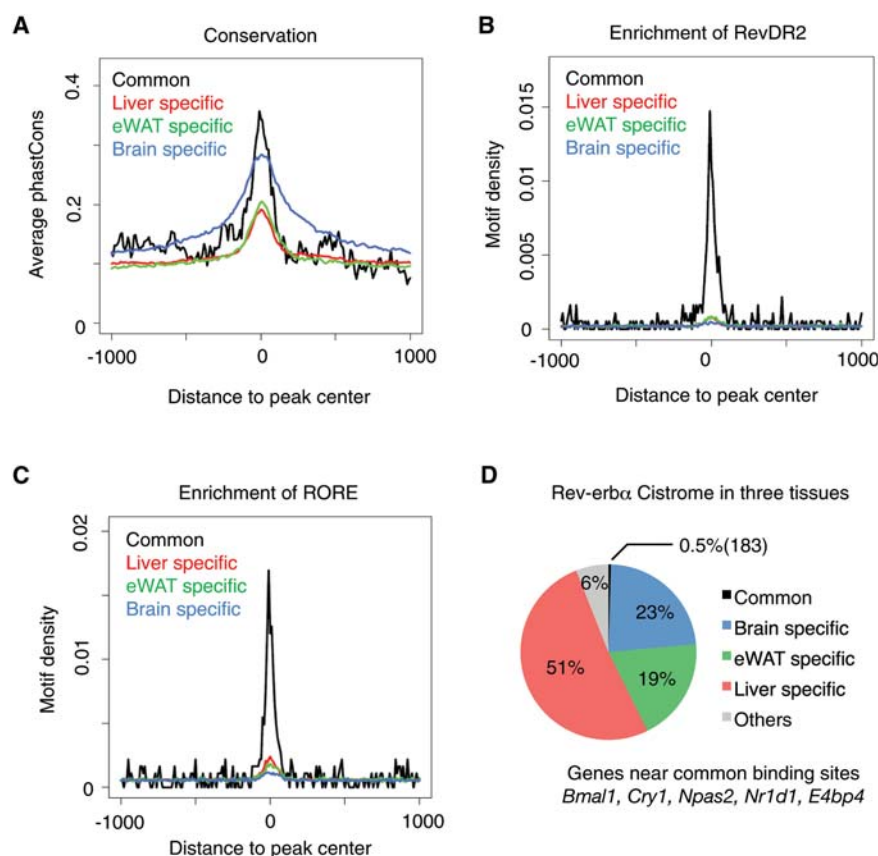 A
Conservation
Common
Liver specific
eWAT specific
Brain specific
Average phastCons
0.4
0.2
0
-1000
0
1000
Distance to peak center
B
Enrichment of RevDR2
Common
Liver specific
eWAT specific
Brain specific
Motif density
0.015
0.01
0.005
0
-1000
0
1000
Distance to peak center
C
Enrichment of RORE
Common
Liver specific
eWAT specific
Brain specific
Motif density
0.02
0.01
0
-1000
0
1000
Distance to peak center
D
Rev-erbα Cistrome in three tissues
0.5%(183)
6%
23%
19%
51%
Common
Brain specific
eWAT specific
Liver specific
Others
Genes near common binding sites
Bmal1, Cry1, Npas2, Nr1d1, E4bp4